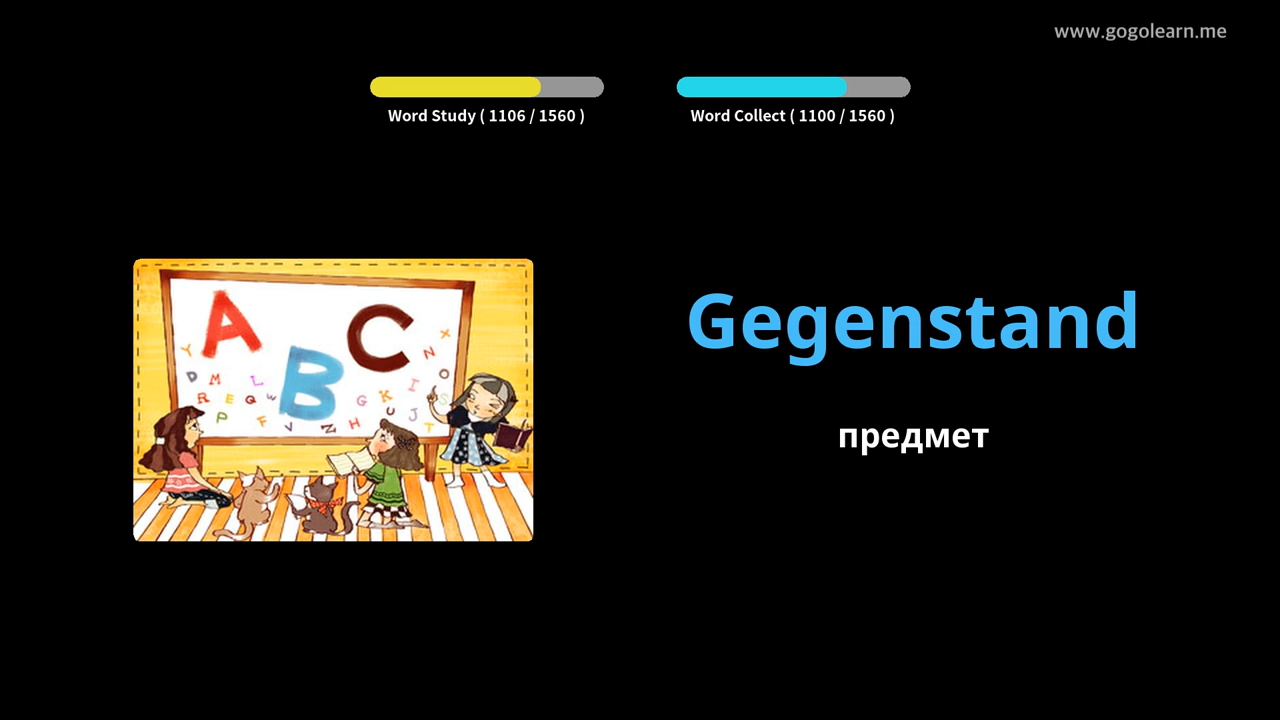 www.gogolearn.me
Word Study ( 1106 / 1560 )
Word Collect ( 1100 / 1560 )
A
B
C
Y
X
N
O
D M L I
R E Q W G K S
P F V Z H U J T
Gegenstand
предмет